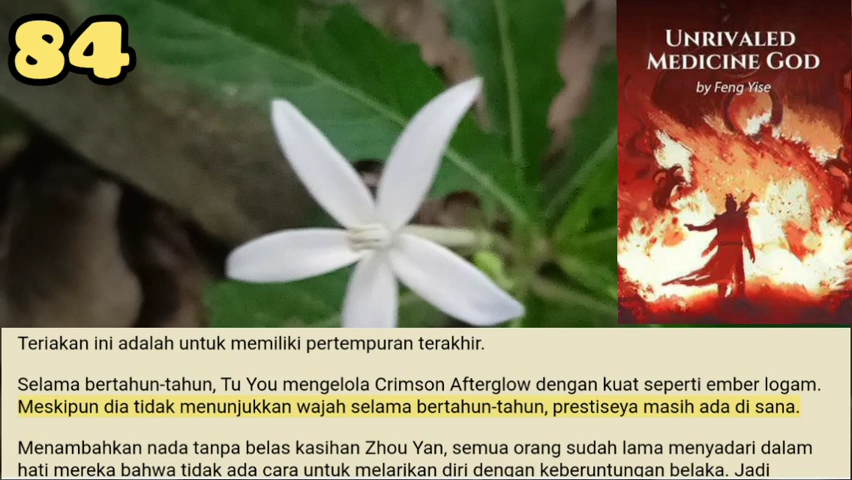 84
UNRIVALED
MEDICINE GOD
by Feng Yise
Teriakan ini adalah untuk memiliki pertempuran terakhir.
Selama bertahun-tahun, Tu You mengelola Crimson Afterglow dengan kuat seperti ember logam.
Meskipun dia tidak menunjukkan wajah selama bertahun-tahun, prestiseya masih ada di sana.
Menambahkan nada tanpa belas kasihan Zhou Yan, semua orang sudah lama menyadari dalam
hati mereka bahwa tidak ada cara untuk melarikan diri dengan keberuntungan belaka. Jadi